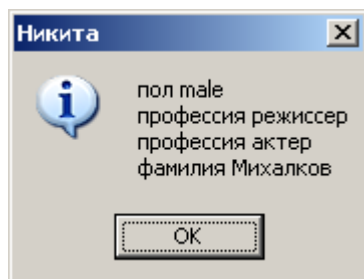 Никита
пол male
профессия режиссер
профессия актер
фамилия Михалков
OK